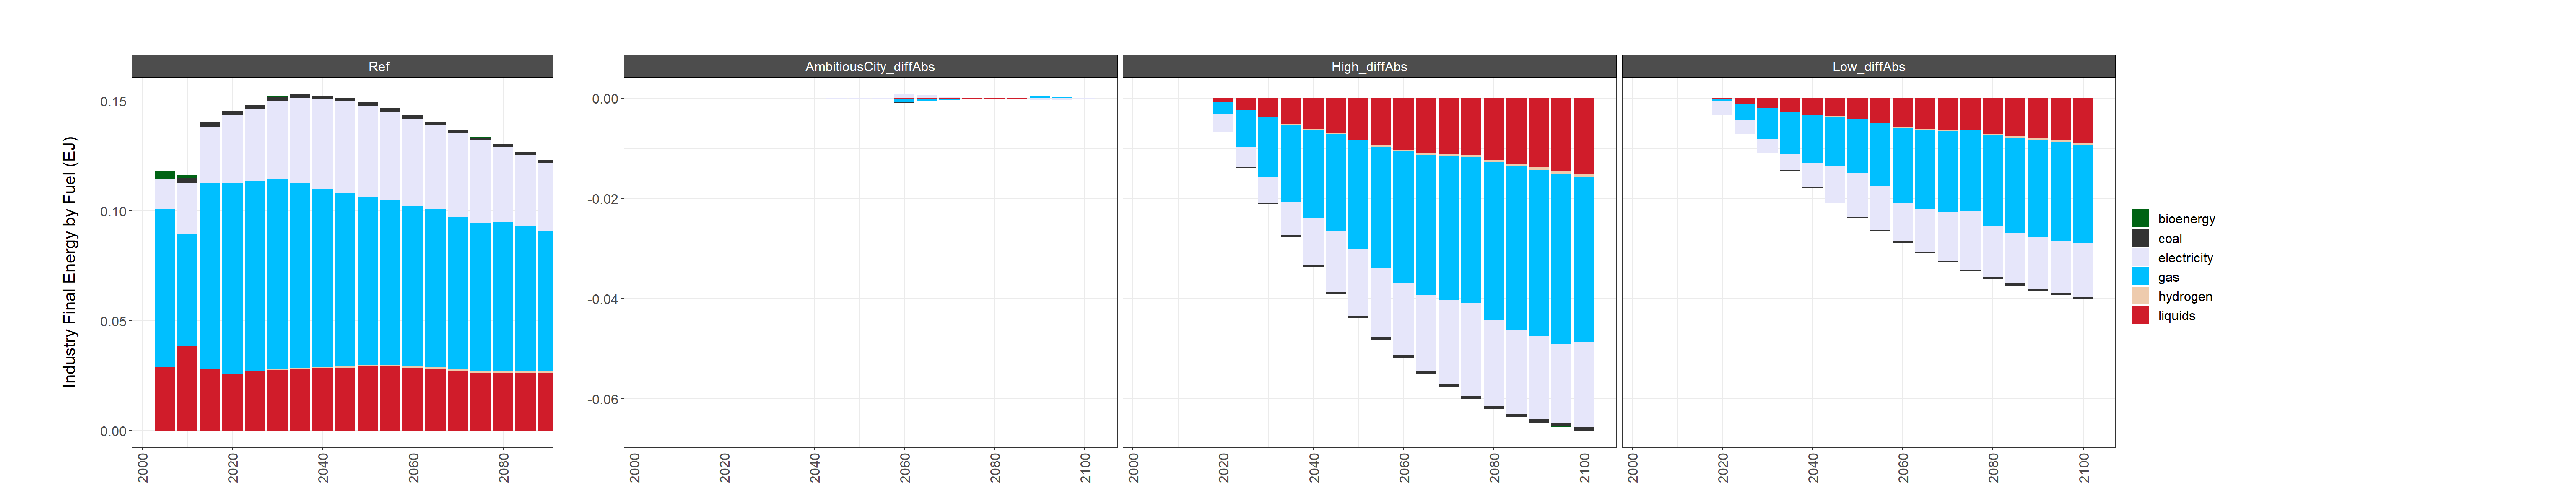 Ref
AmbitiousCity_diffAbs
High_diffAbs
Low_diffAbs
Industry Final Energy by Fuel (EJ)
0.15
0.10
0.05
0.00
0.00
-0.02
-0.04
-0.06
2000 2020 2040 2060 2080
2000 2020 2040 2060 2080 2100
2000 2020 2040 2060 2080 2100
2000 2020 2040 2060 2080 2100
bioenergy
coal
electricity
gas
hydrogen
liquids